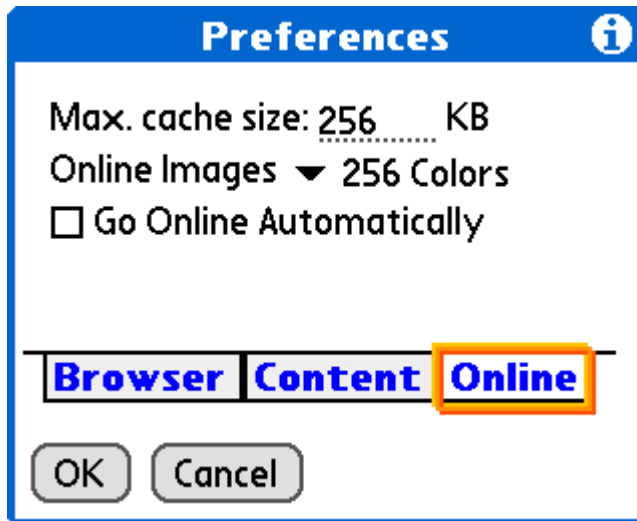 Preferences i
Max. cache size: 256 KB
Online Images 256 Colors
Go Online Automatically
Browser Content Online
OK Cancel